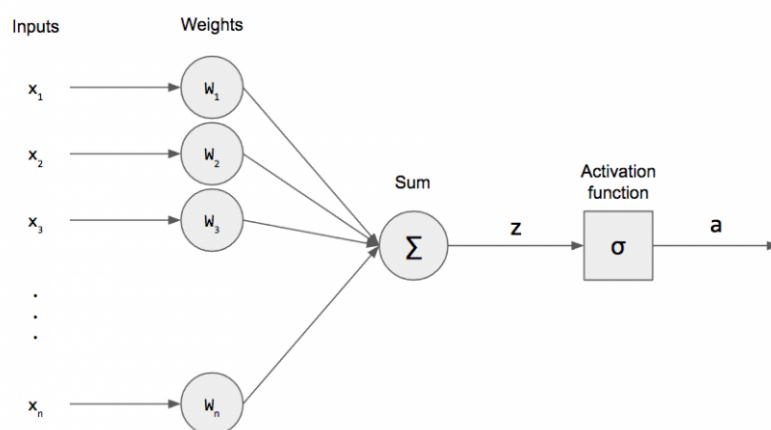 Inputs
Weights
x₁
W₁
x₂
W₂
x₃
W₃
Sum
Σ
z
Activation
function
σ
a
.
.
.
xₙ
Wₙ